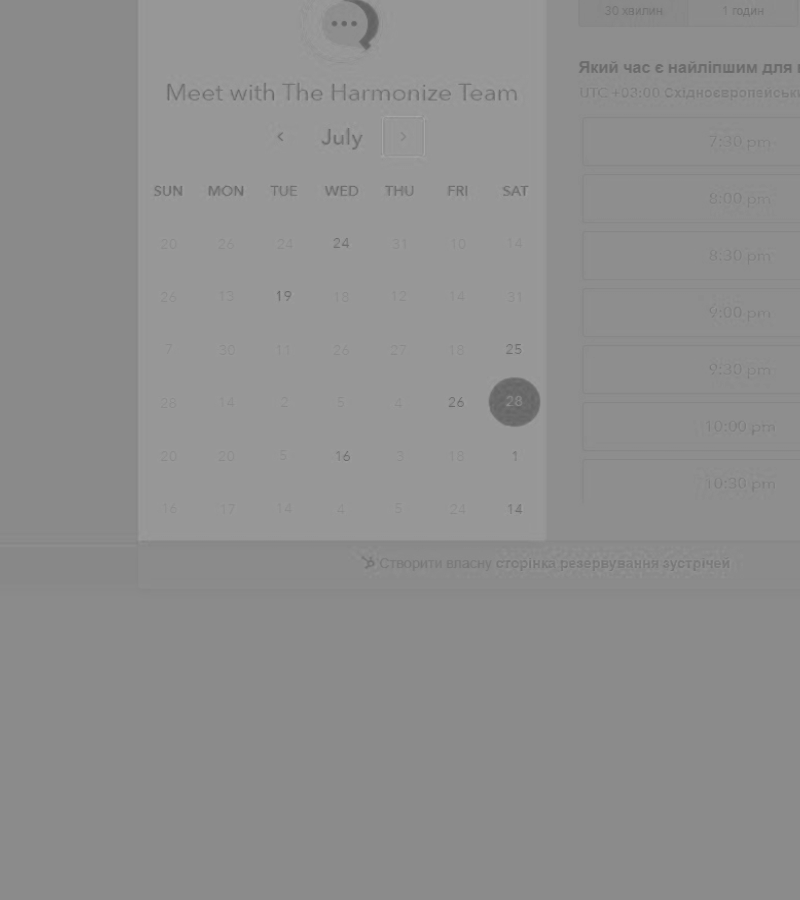 30 хвилин 1 годин
Meet with The Harmonize Team
July
SUN MON TUE WED THU FRI SAT
20 26 24 24 31 10 14
26 13 19 18 12 14 31
7 30 11 26 27 18 25
28 14 2 5 4 26 28
20 20 5 16 3 18 1
16 17 14 4 5 24 14
Який час є найліпшим для
UTC +03:00 Східноєвропейськ
7:30 pm
8:00 pm
8:30 pm
9:00 pm
9:30 pm
10:00 pm
10:30 pm
Створити власну сторінка резервування зустрічей